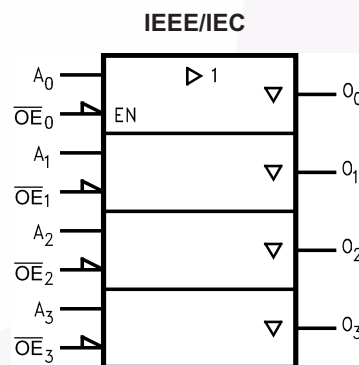 IEEE/IEC
A0
▷ 1
O0
OE0
EN
A1
O1
OE1
A2
O2
OE2
A3
O3
OE3